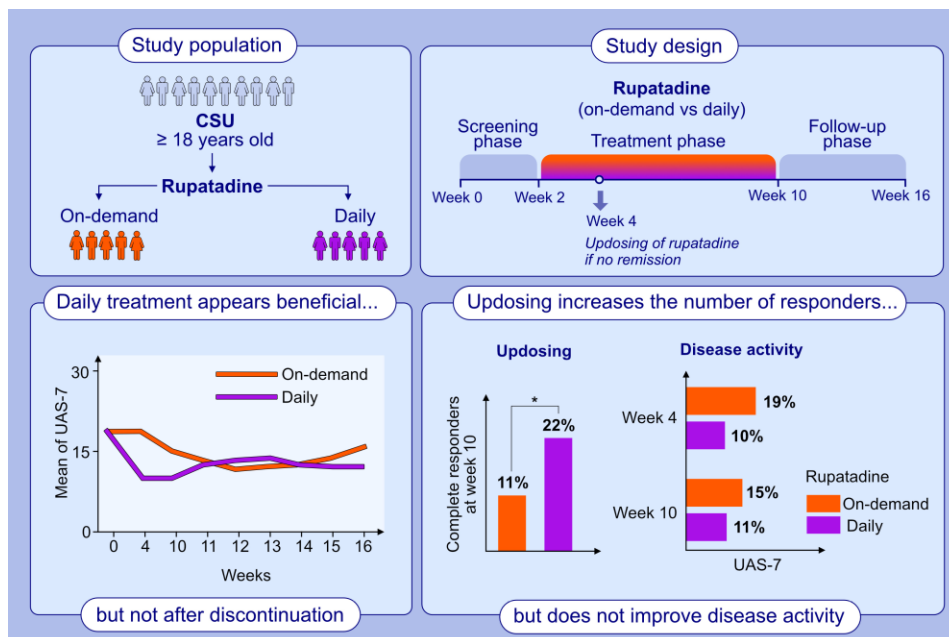 Study population
CSU
≥ 18 years old
Rupatadine
On-demand
Daily
Study design
Rupatadine
(on-demand vs daily)
Screening
phase
Treatment phase
Follow-up
phase
Week 0
Week 2
Week 10
Week 16
Week 4
Updosing of rupatadine
if no remission
Daily treatment appears beneficial...
Mean of UAS-7
30
15
0
On-demand
Daily
0 4 10 11 12 13 14 15 16
Weeks
but not after discontinuation
Updosing increases the number of responders...
Updosing
Complete responders
at week 10
*
11%
22%
Disease activity
Week 4
19%
10%
Week 10
15%
11%
UAS-7
Rupatadine
On-demand
Daily
but does not improve disease activity